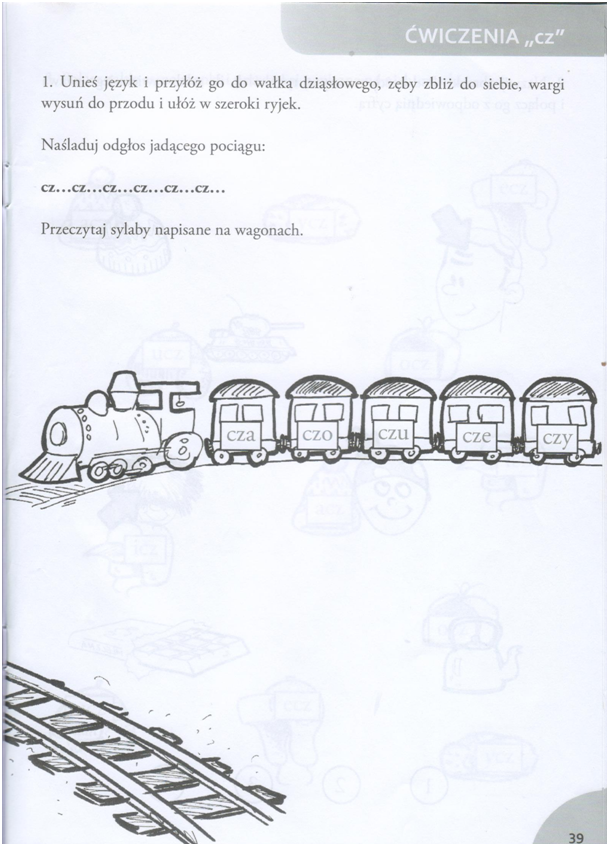 ĆWICZENIA „cz”
1. Unieś język i przyłóż go do wałka dziąsłowego, zęby zbliż do siebie, wargi
wysuń do przodu i ułóż w szeroki ryjek.
Naśladuj odgłos jadącego pociągu:
cz…cz…cz…cz…cz…cz…
Przeczytaj sylaby napisane na wagonach.
cza czo czu cze czy
39